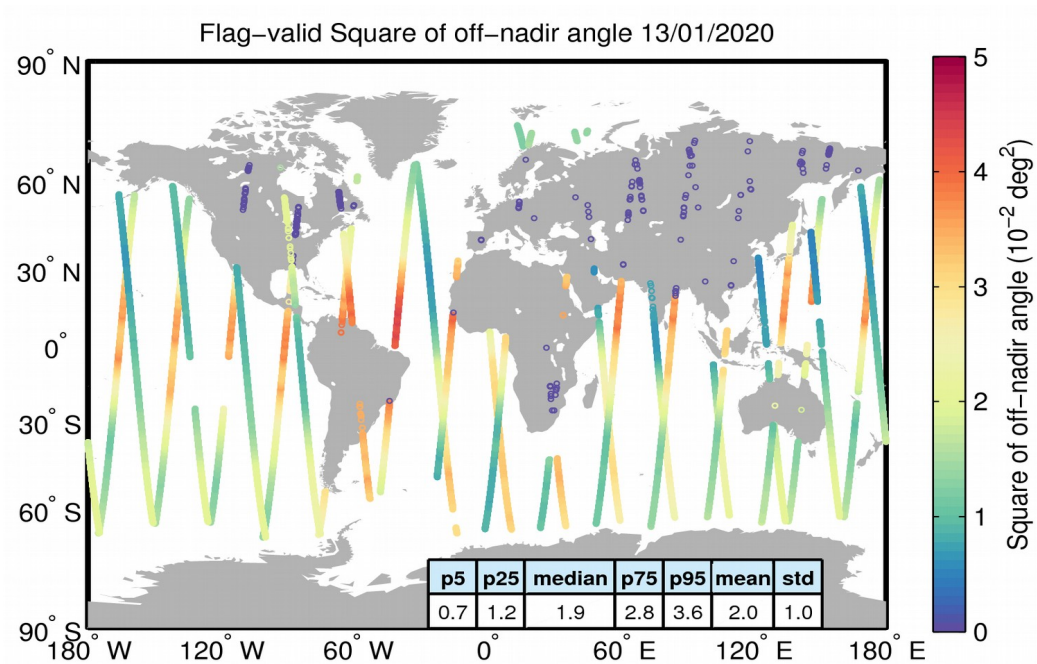 Flag−valid Square of off−nadir angle 13/01/2020
90° N
60° N
30° N
0°
30° S
60° S
90° S
180° W
120° W
60° W
0°
60° E
120° E
180° E
p5 p25 median p75 p95 mean std
0.7 1.2 1.9 2.8 3.6 2.0 1.0
5
4
3
2
1
0
Square of off−nadir angle (10⁻² deg²)